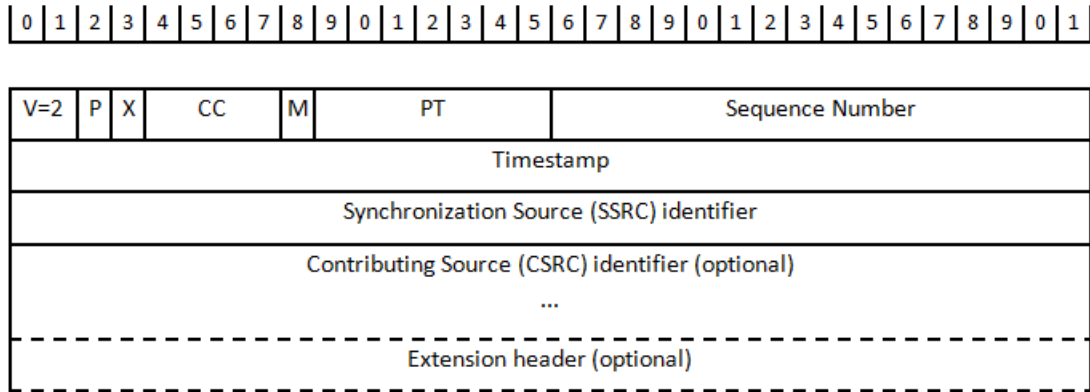 0 1 2 3 4 5 6 7 8 9 0 1 2 3 4 5 6 7 8 9 0 1 2 3 4 5 6 7 8 9 0 1
V=2 P X CC M PT Sequence Number
Timestamp
Synchronization Source (SSRC) identifier
Contributing Source (CSRC) identifier (optional)
...
Extension header (optional)